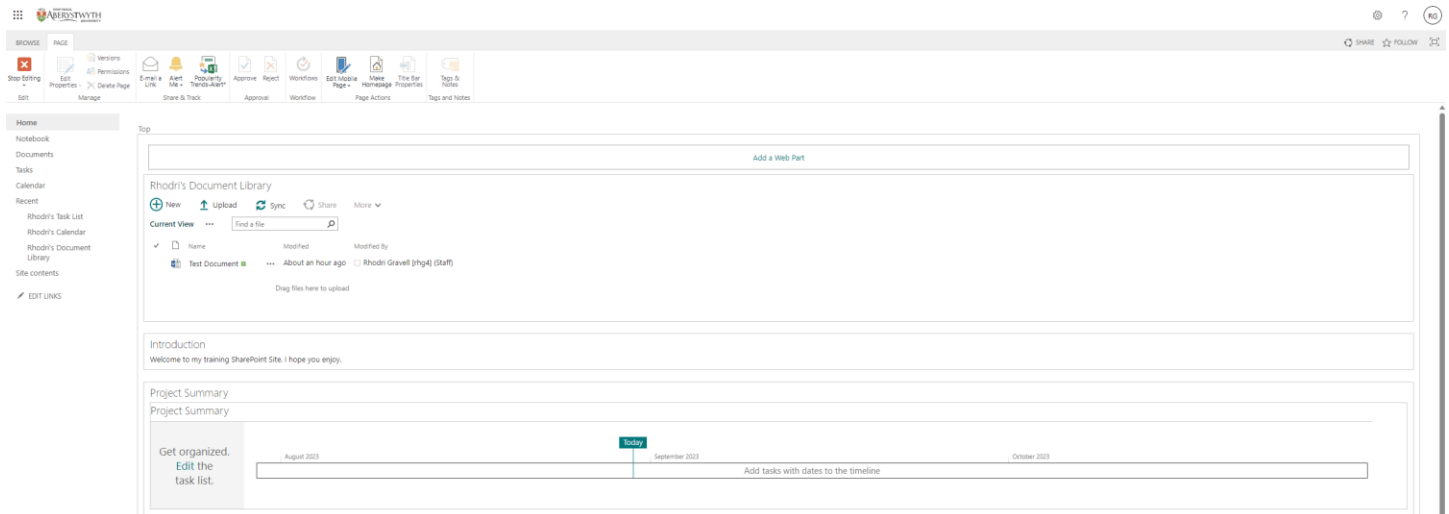 ABERYSTWYTH
UNIVERSITY
RG
BROWSE PAGE
SHARE FOLLOW
Stop Editing
Edit
Edit Properties
Versions
Permissions
Delete Page
Manage
E-mail a Link
Alert Me
Popularity Trends-Alert*
Share & Track
Approve Reject
Approval
Workflows
Workflow
Edit Mobile Page
Make Homepage
Title Bar Properties
Page Actions
Tags & Notes
Tags and Notes
Home
Notebook
Documents
Tasks
Calendar
Recent
Rhodri's Task List
Rhodri's Calendar
Rhodri's Document
Library
Site contents
EDIT LINKS
Top
Add a Web Part
Rhodri's Document Library
New Upload Sync Share More
Current View ... Find a file
Name Modified Modified By
Test Document ... About an hour ago Rhodri Gravell [rhg4] (Staff)
Drag files here to upload
Introduction
Welcome to my training SharePoint Site. I hope you enjoy.
Project Summary
Project Summary
Get organized.
Edit the
task list.
Today
August 2023 September 2023 October 2023
Add tasks with dates to the timeline